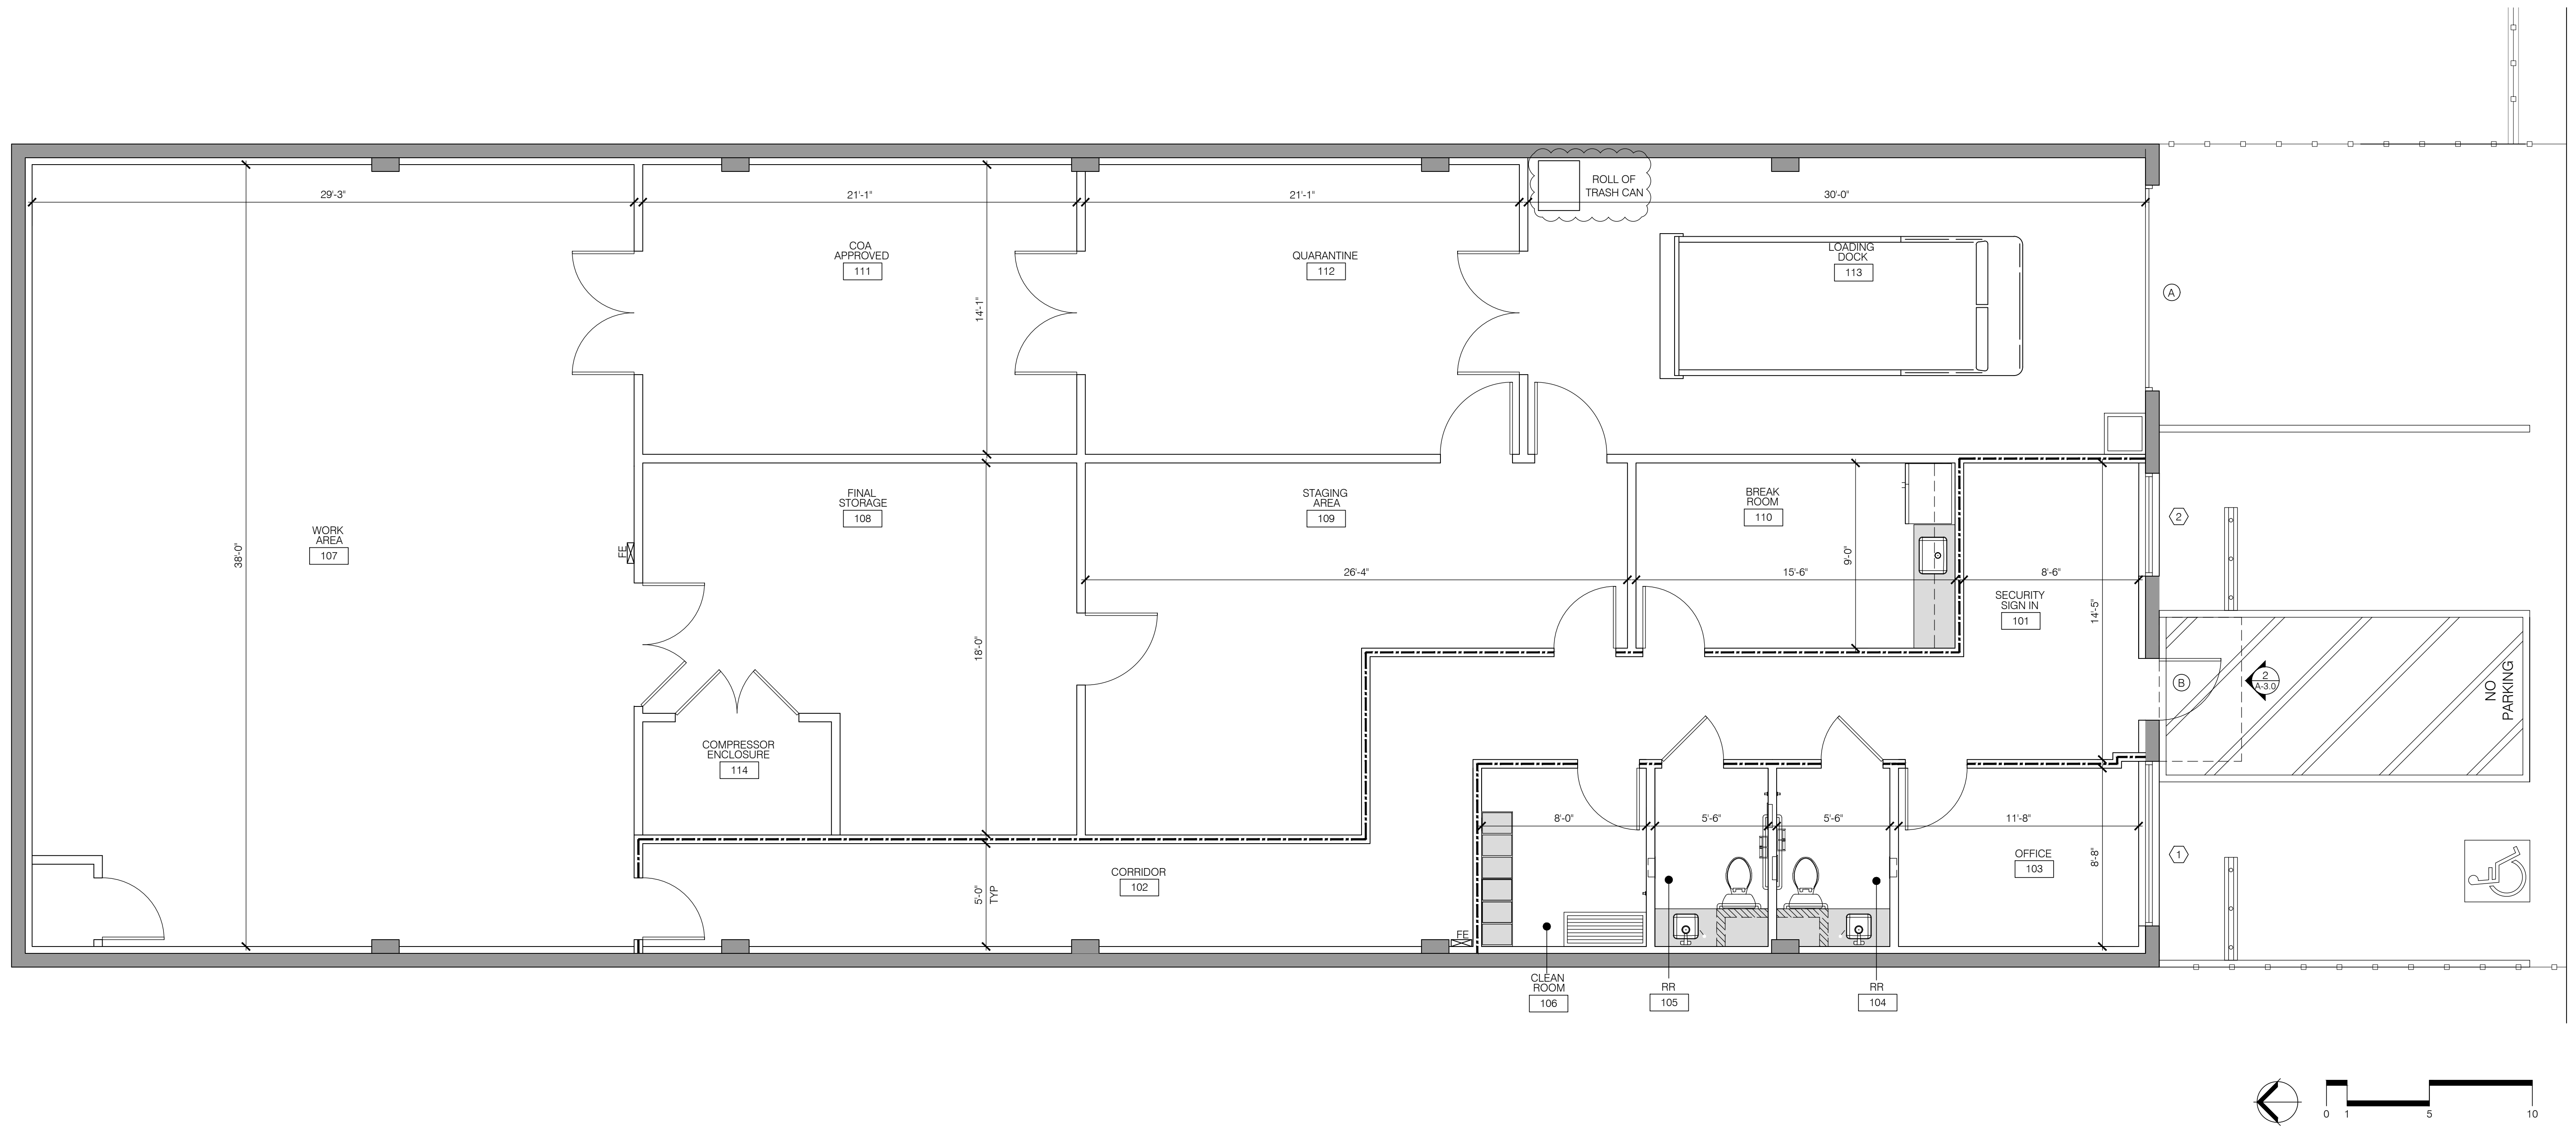 29'-3"
21'-1"
21'-1"
ROLL OF
TRASH CAN
30'-0"
COA
APPROVED
111
QUARANTINE
112
LOADING
DOCK
113
A
14'-1"
WORK
AREA
107
38'-0"
FE
FINAL
STORAGE
108
18'-0"
STAGING
AREA
109
26'-4"
BREAK
ROOM
110
9'-0"
15'-6"
8'-6"
SECURITY
SIGN IN
101
14'-5"
2
B
2
A-3.0
NO
PARKING
COMPRESSOR
ENCLOSURE
114
8'-0"
5'-6"
5'-6"
11'-8"
OFFICE
103
8'-8"
1
CORRIDOR
102
5'-0"
TYP
FE
CLEAN
ROOM
106
RR
105
RR
104
0 1 5 10